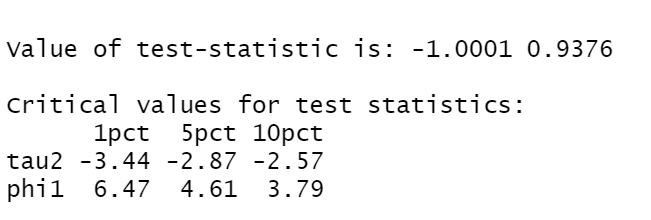 Value of test-statistic is: -1.0001 0.9376
Critical values for test statistics:
1pct 5pct 10pct
tau2 -3.44 -2.87 -2.57
phi1 6.47 4.61 3.79